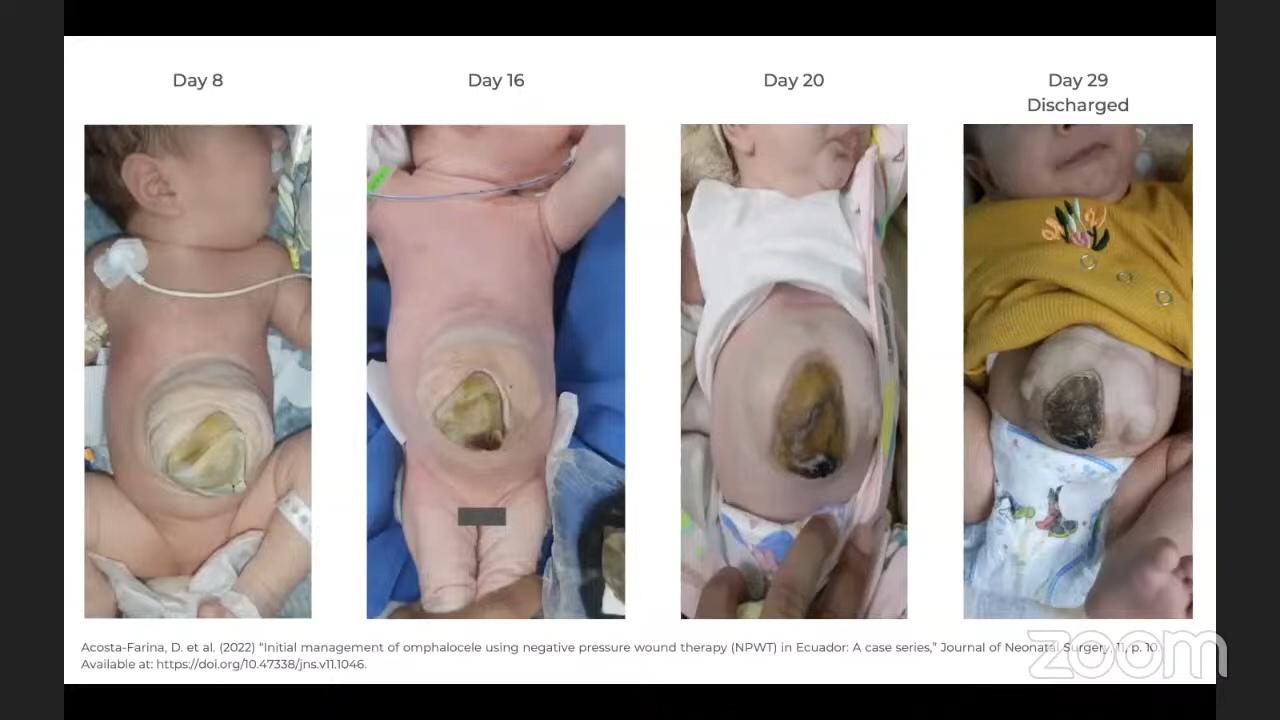 Day 8
Day 16
Day 20
Day 29
Discharged
Acosta-Farina, D. et al. (2022) “Initial management of omphalocele using negative pressure wound therapy (NPWT) in Ecuador: A case series,” Journal of Neonatal Surgery, 11, p. 10.
Available at: https://doi.org/10.47338/jns.v11.1046.
zoom